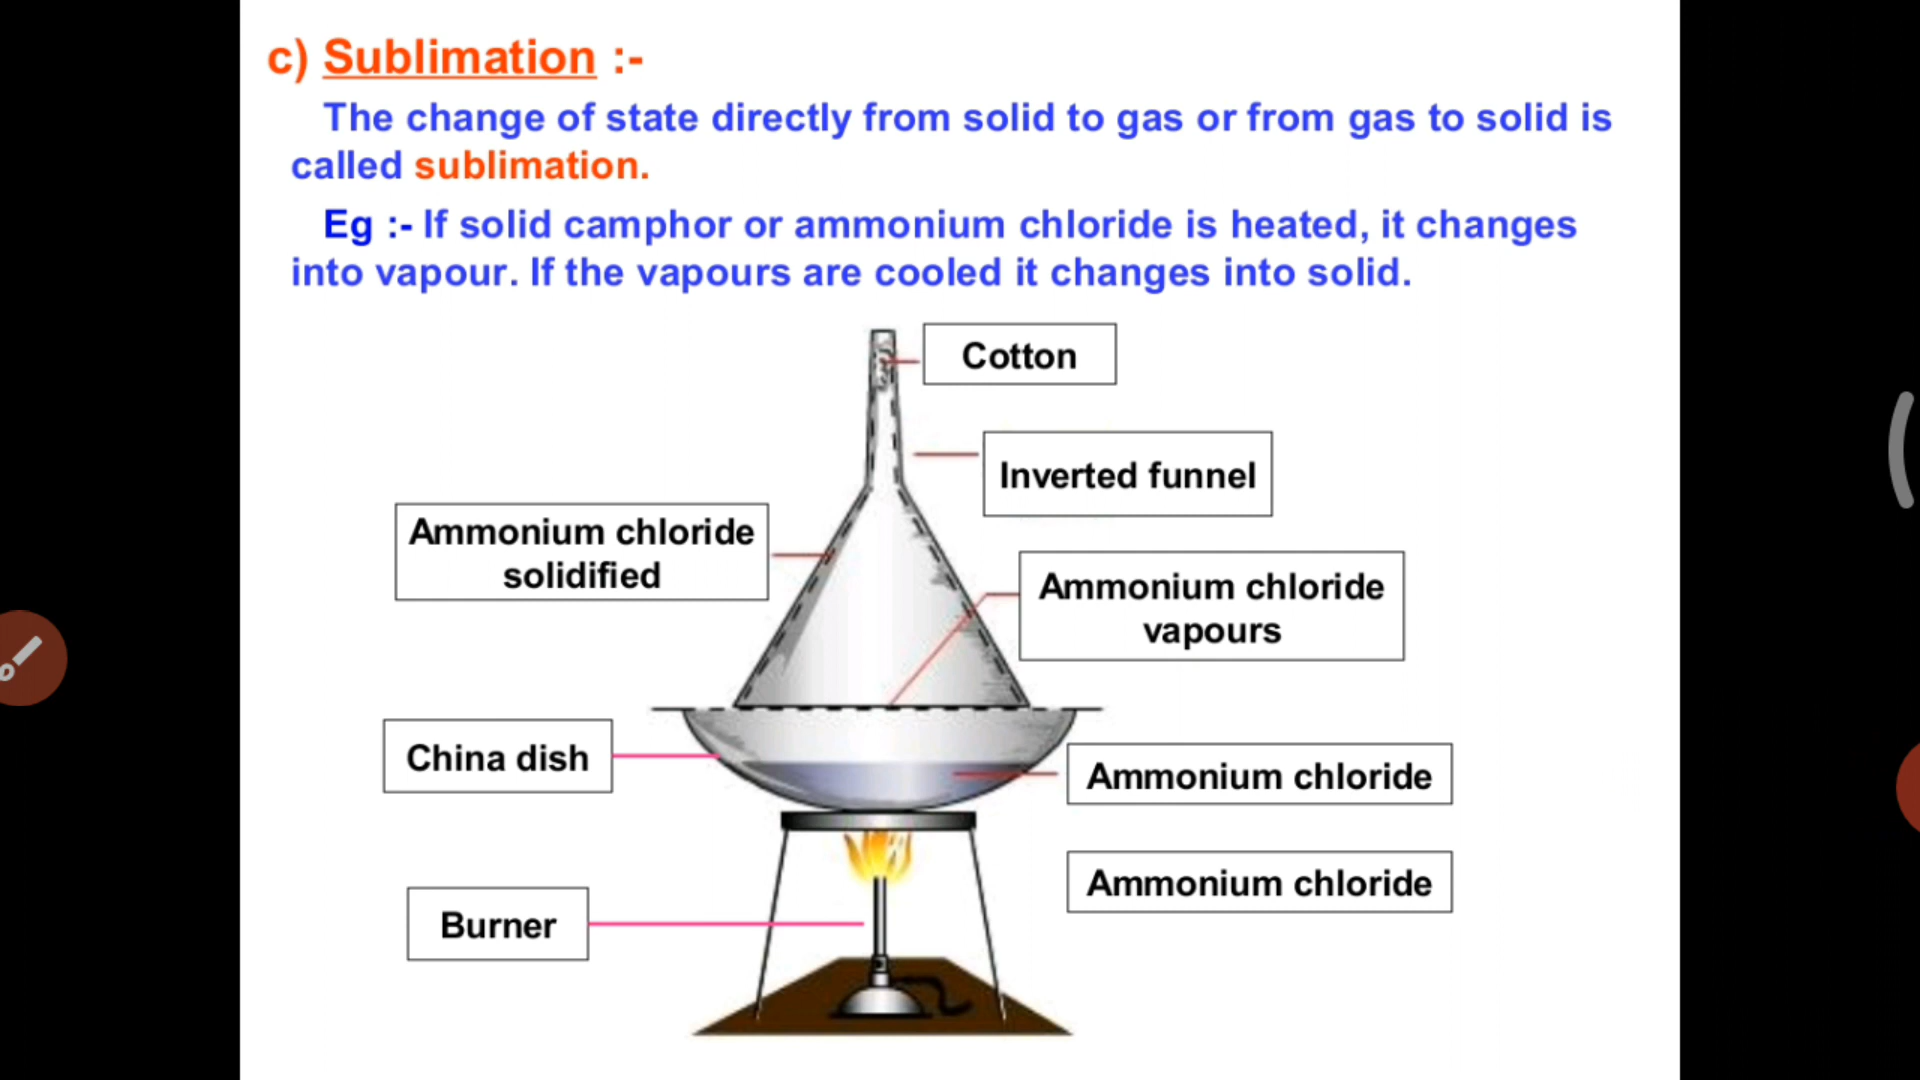 c) Sublimation :-
The change of state directly from solid to gas or from gas to solid is
called sublimation.
Eg :- If solid camphor or ammonium chloride is heated, it changes
into vapour. If the vapours are cooled it changes into solid.
Cotton
Inverted funnel
Ammonium chloride
solidified
Ammonium chloride
vapours
China dish
Ammonium chloride
Ammonium chloride
Burner